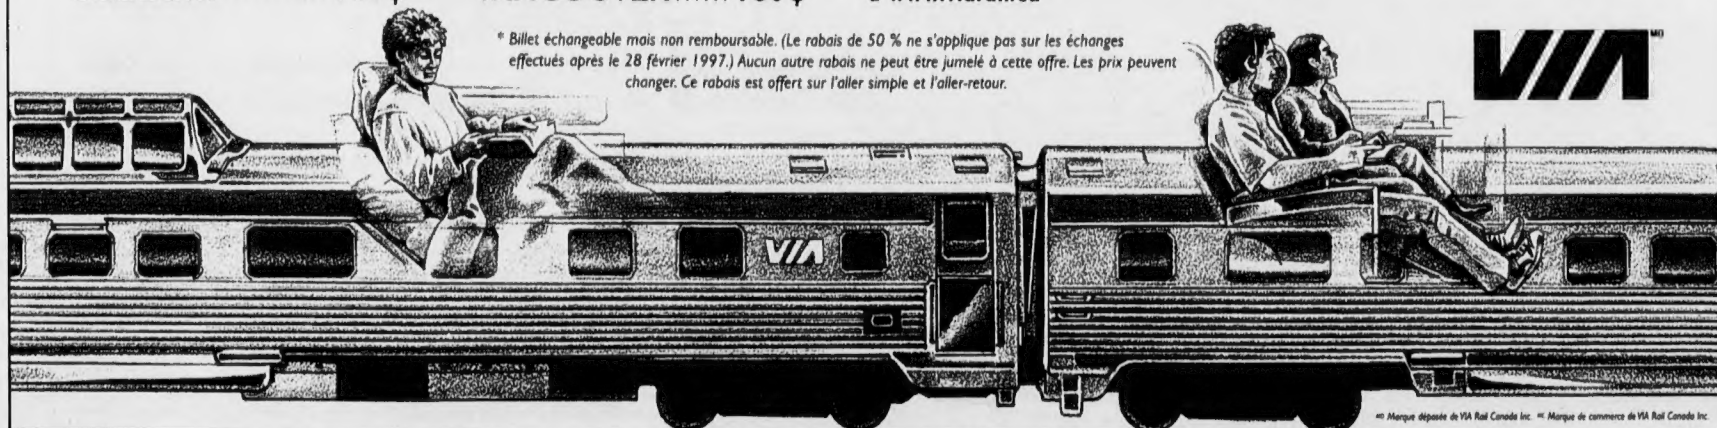 * Billet échangeable mais non remboursable. (Le rabais de 50 % ne s'applique pas sur les échanges
effectués après le 28 février 1997.) Aucun autre rabais ne peut être jumelé à cette offre. Les prix peuvent
changer. Ce rabais est offert sur l'aller simple et l'aller-retour.
VIA MD
VIA
MD Marque déposée de VIA Rail Canada Inc. MC Marque de commerce de VIA Rail Canada Inc.